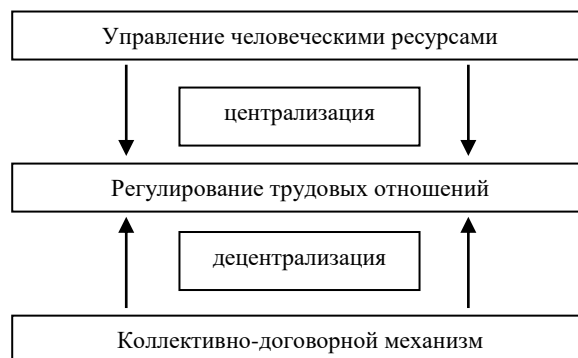 Управление человеческими ресурсами
централизация
Регулирование трудовых отношений
децентрализация
Коллективно-договорной механизм